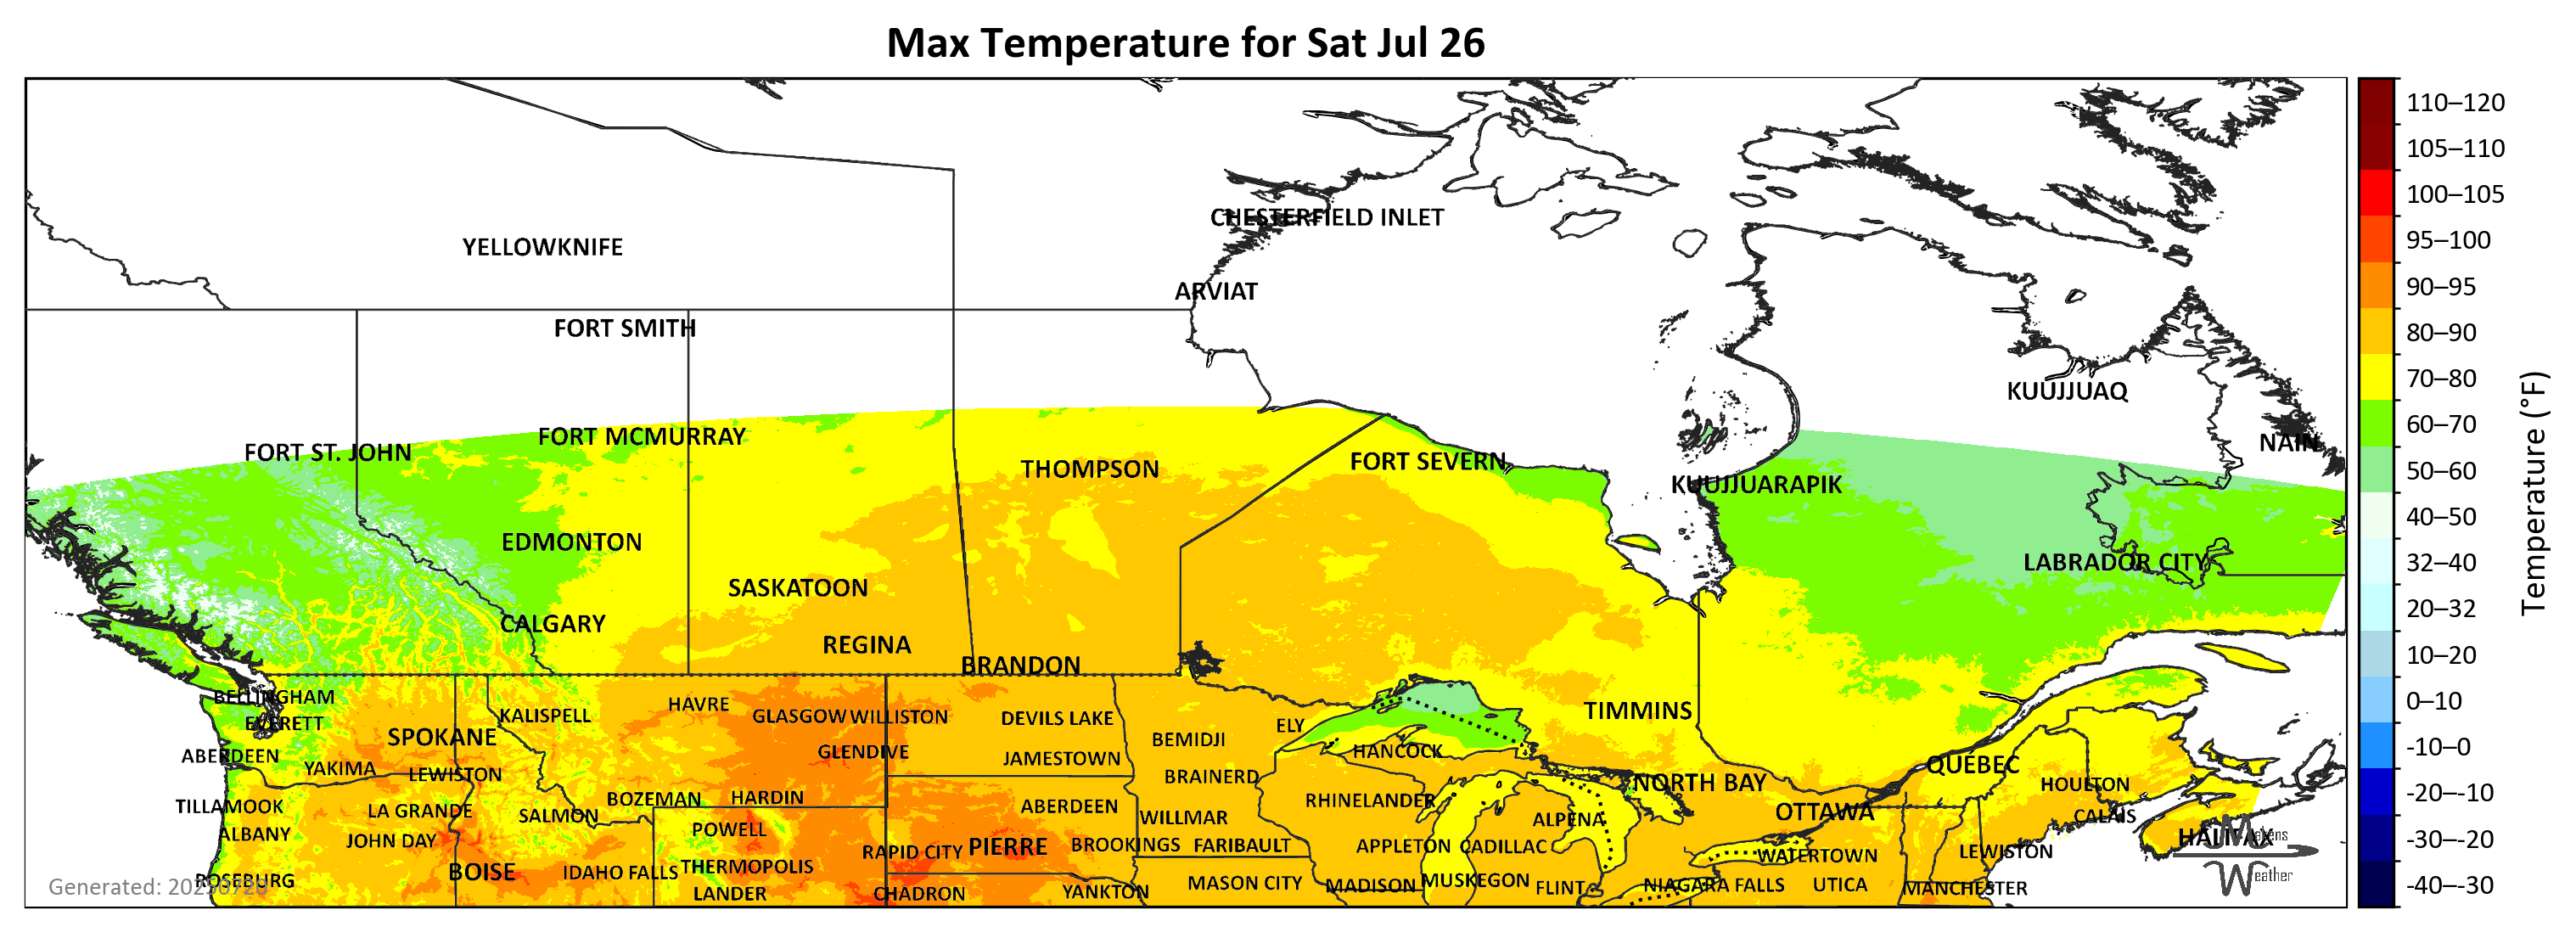 Max Temperature for Sat Jul 26
110–120
105–110
100–105
95–100
90–95
80–90
70–80
60–70
50–60
40–50
32–40
20–32
10–20
0–10
-10–0
-20–-10
-30–-20
-40–-30
Temperature (°F)
CHESTERFIELD INLET
YELLOWKNIFE
ARVIAT
FORT SMITH
KUUJJUAQ
FORT MCMURRAY
NAIN
FORT ST. JOHN
FORT SEVERN
THOMPSON
KUUJJUARAPIK
EDMONTON
LABRADOR CITY
SASKATOON
CALGARY
REGINA
BRANDON
BELLINGHAM
HAVRE
TIMMINS
KALISPELL
GLASGOW
WILLISTON
DEVILS LAKE
EVERETT
ELY
SPOKANE
BEMIDJI
GLENDIVE
HANCOCK
ABERDEEN
JAMESTOWN
QUÉBEC
YAKIMA
LEWISTON
BRAINERD
NORTH BAY
HOULTON
BOZEMAN
HARDIN
RHINELANDER
TILLAMOOK
ABERDEEN
LA GRANDE
SALMON
WILLMAR
ALPENA
OTTAWA
CALAIS
POWELL
ALBANY
JOHN DAY
HALIFAX
BROOKINGS
FARIBAULT
APPLETON
CADILLAC
PIERRE
RAPID CITY
WATERTOWN
LEWISTON
THERMOPOLIS
BOISE
IDAHO FALLS
ROSEBURG
MUSKEGON
MASON CITY
MADISON
FLINT
NIAGARA FALLS
UTICA
MANCHESTER
LANDER
CHADRON
YANKTON
Generated: 20250720
Weather